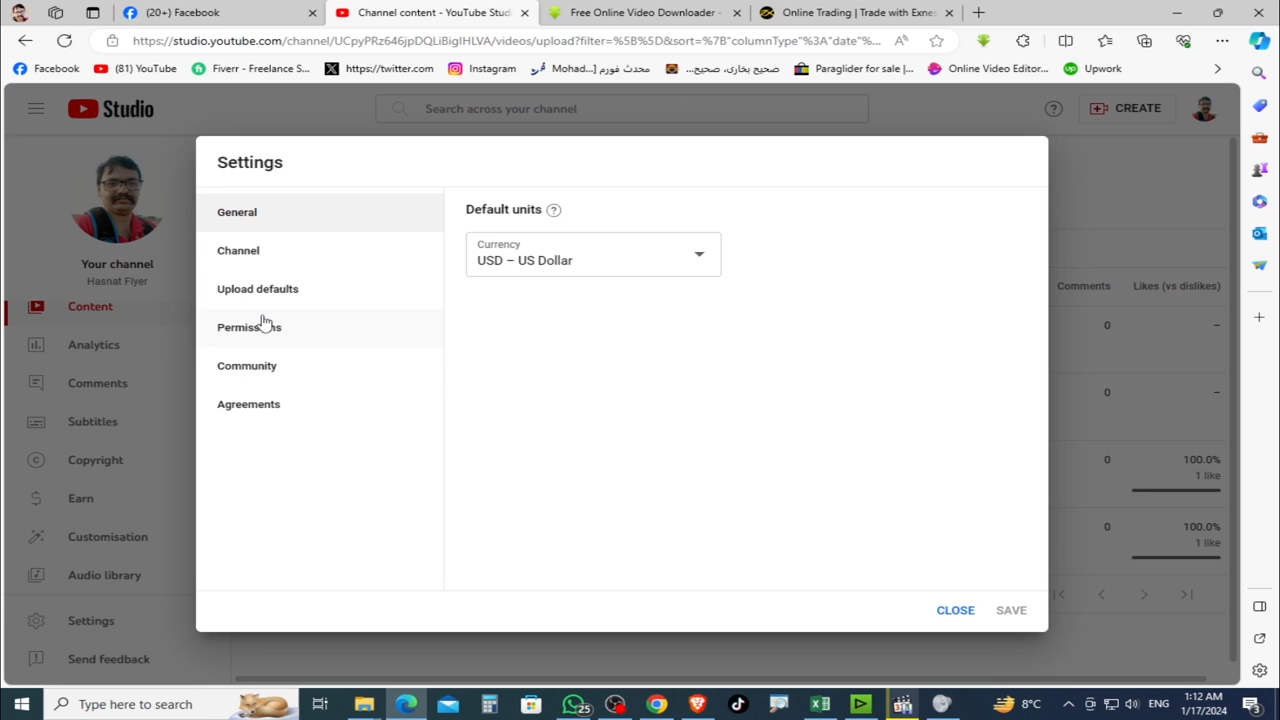 (20+) Facebook
Channel content - YouTube Stud
Free Online Video Downloader -
Online Trading | Trade with Exnes
https://studio.youtube.com/channel/UCpyPRz646jpDQLiBigIHLVA/videos/upload?filter=%5B%5D&sort=%7B"columnType"%3A"date"%...
Facebook
(81) YouTube
Fiverr - Freelance S...
https://twitter.com
Instagram
محدث فورم [...Mohad
صحیح بخاری، صحیح...
Paraglider for sale |...
Online Video Editor...
Upwork
Studio
Search across your channel
CREATE
Settings
General
Default units
Currency
USD – US Dollar
Channel
Upload defaults
Permissions
Community
Agreements
CLOSE
SAVE
Your channel
Hasnat Flyer
Content
Analytics
Comments
Subtitles
Copyright
Earn
Customisation
Audio library
Settings
Send feedback
Comments
Likes (vs dislikes)
0
–
0
–
0
100.0%
1 like
0
100.0%
1 like
Type here to search
25
8°C
ENG
1:12 AM
1/17/2024
3